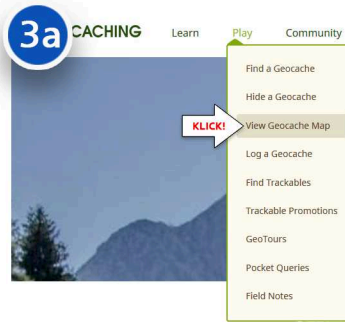 3a
CACHING Learn Play Community
Find a Geocache
Hide a Geocache
KLICK! View Geocache Map
Log a Geocache
Find Trackables
Trackable Promotions
GeoTours
Pocket Queries
Field Notes